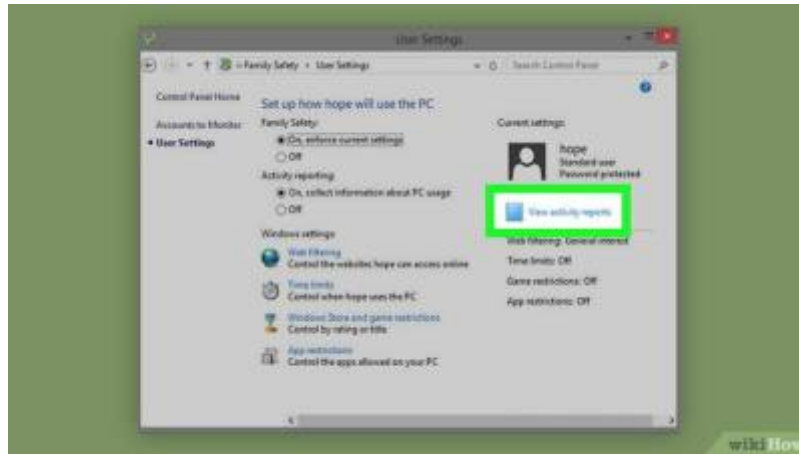 User Settings
Family Safety User Settings
Search Control Panel
Control Panel Home
Accounts to Monitor
User Settings
Set up how hope will use the PC
Family Safety:
On, enforce current settings
Off
Activity reporting:
On, collect information about PC usage
Off
Windows settings:
Web filtering
Control the websites hope can access online
Time limits
Control when hope uses the PC
Windows Store and game restrictions
Control by rating or title
App restrictions
Control the apps allowed on your PC
Current settings:
hope
Standard user
Password protected
View activity reports
Web filtering: General interest
Time limits: Off
Game restrictions: Off
App restrictions: Off
wikiHow